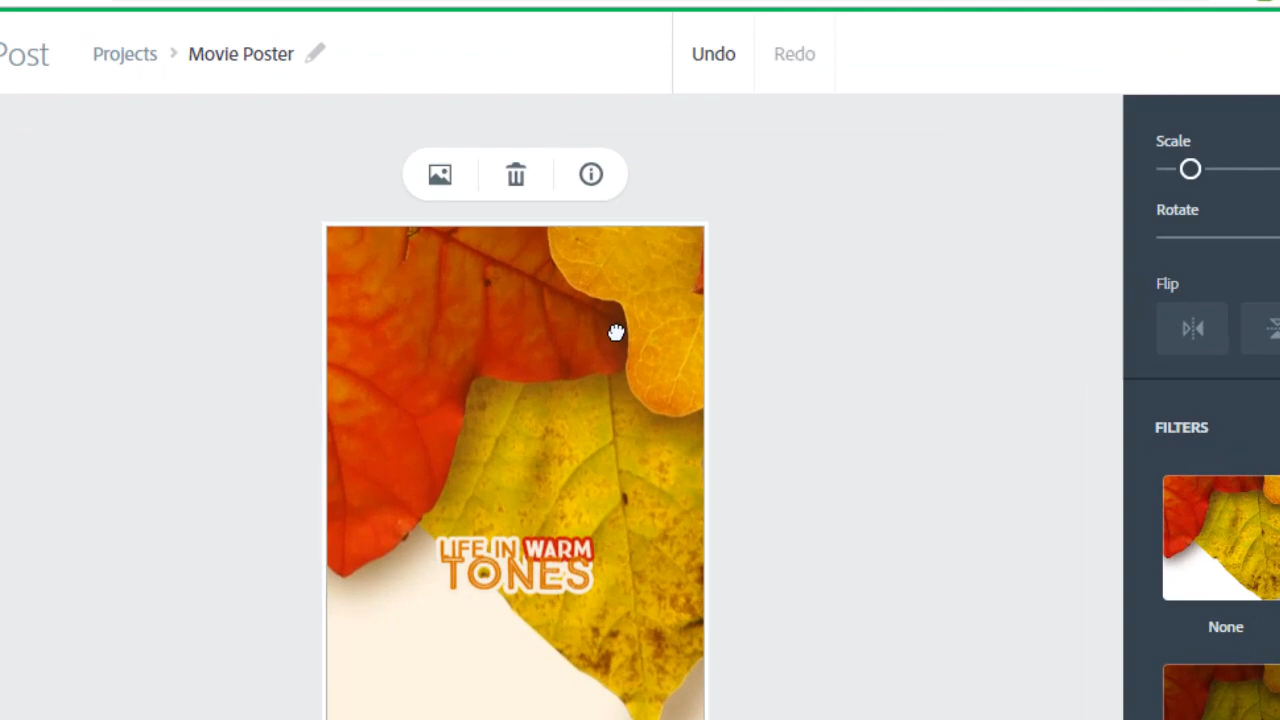 Post
Projects > Movie Poster
Undo
Redo
Scale
Rotate
Flip
FILTERS
LIFE IN WARM
TONES
None